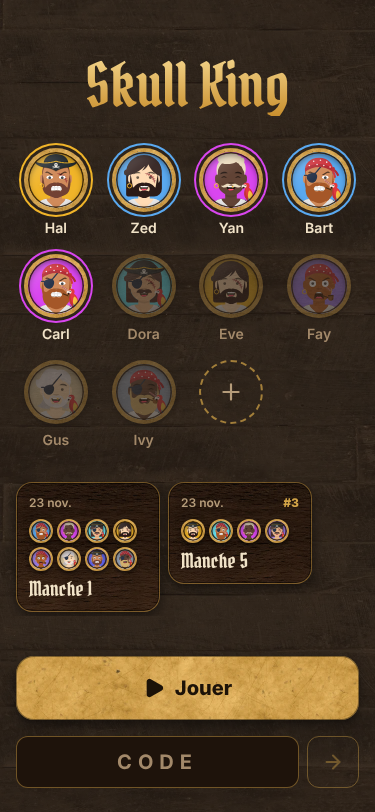 Skull King
Hal Zed Yan Bart
Carl Dora Eve Fay
Gus Ivy
23 nov.
Manche 1
23 nov. #3
Manche 5
Jouer
CODE